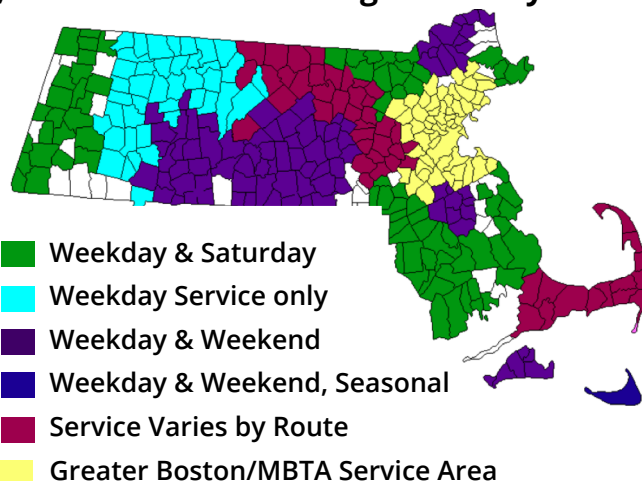 Weekday & Saturday
Weekday Service only
Weekday & Weekend
Weekday & Weekend, Seasonal
Service Varies by Route
Greater Boston/MBTA Service Area